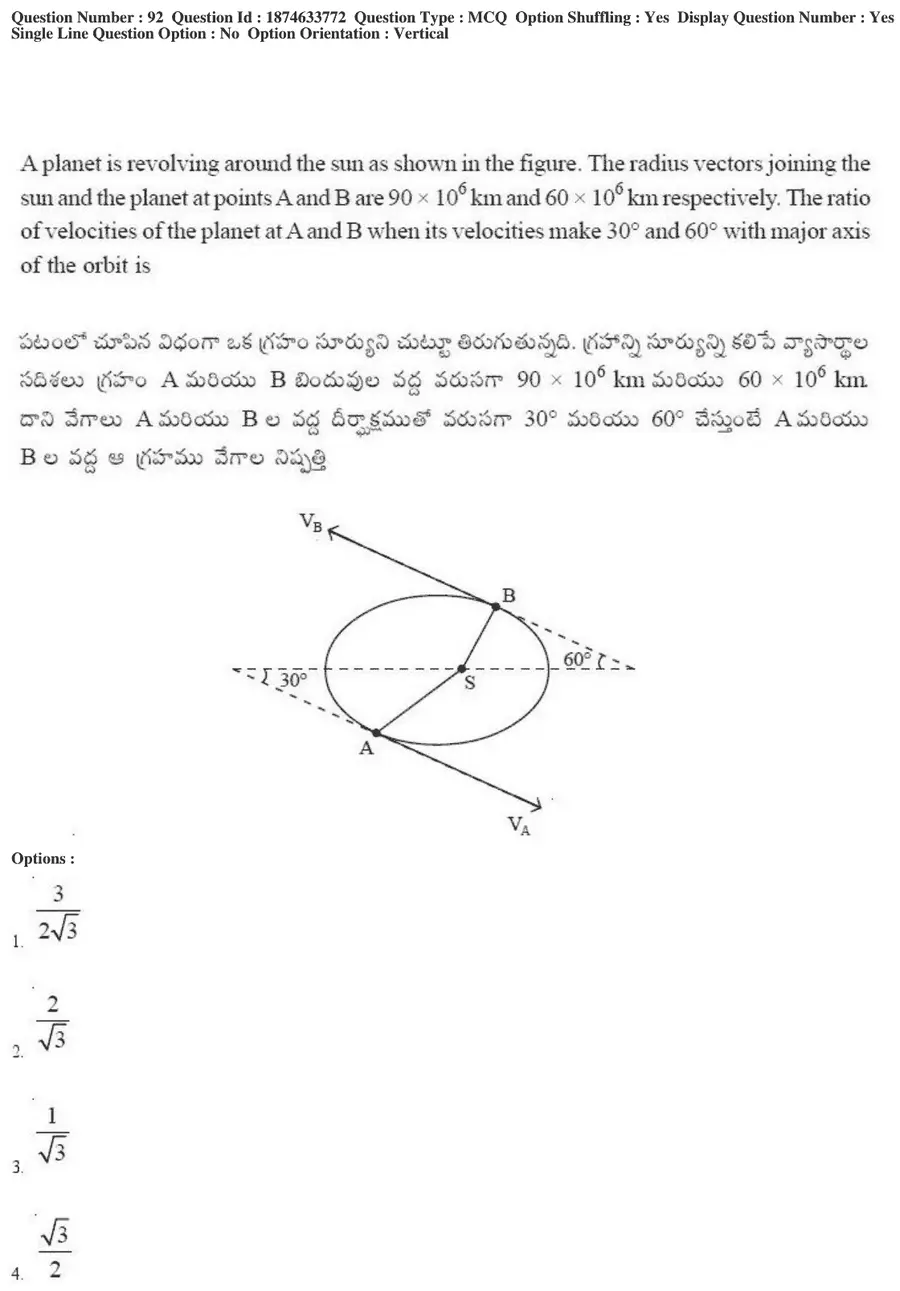 Question Number : 92 Question Id : 1874633772 Question Type : MCQ Option Shuffling : Yes Display Question Number : Yes
Single Line Question Option : No Option Orientation : Vertical
A planet is revolving around the sun as shown in the figure. The radius vectors joining the
sun and the planet at points A and B are 90 × 10⁶ km and 60 × 10⁶ km respectively. The ratio
of velocities of the planet at A and B when its velocities make 30° and 60° with major axis
of the orbit is
పటంలో చూపిన విధంగా ఒక గ్రహం సూర్యుని చుట్టూ తిరుగుతున్నది. గ్రహాన్ని సూర్యున్ని కలిపే వ్యాసార్థాల
సదిశలు గ్రహం A మరియు B బిందువుల వద్ద వరుసగా 90 × 10⁶ km మరియు 60 × 10⁶ km.
దాని వేగాలు A మరియు B ల వద్ద దీర్ఘాక్షముతో వరుసగా 30° మరియు 60° చేస్తుంటే A మరియు
B ల వద్ద ఆ గ్రహము వేగాల నిష్పత్తి
V_B
B
60°
30°
S
A
V_A
Options :
1. 3/(2√3)
2. 2/√3
3. 1/√3
4. √3/2